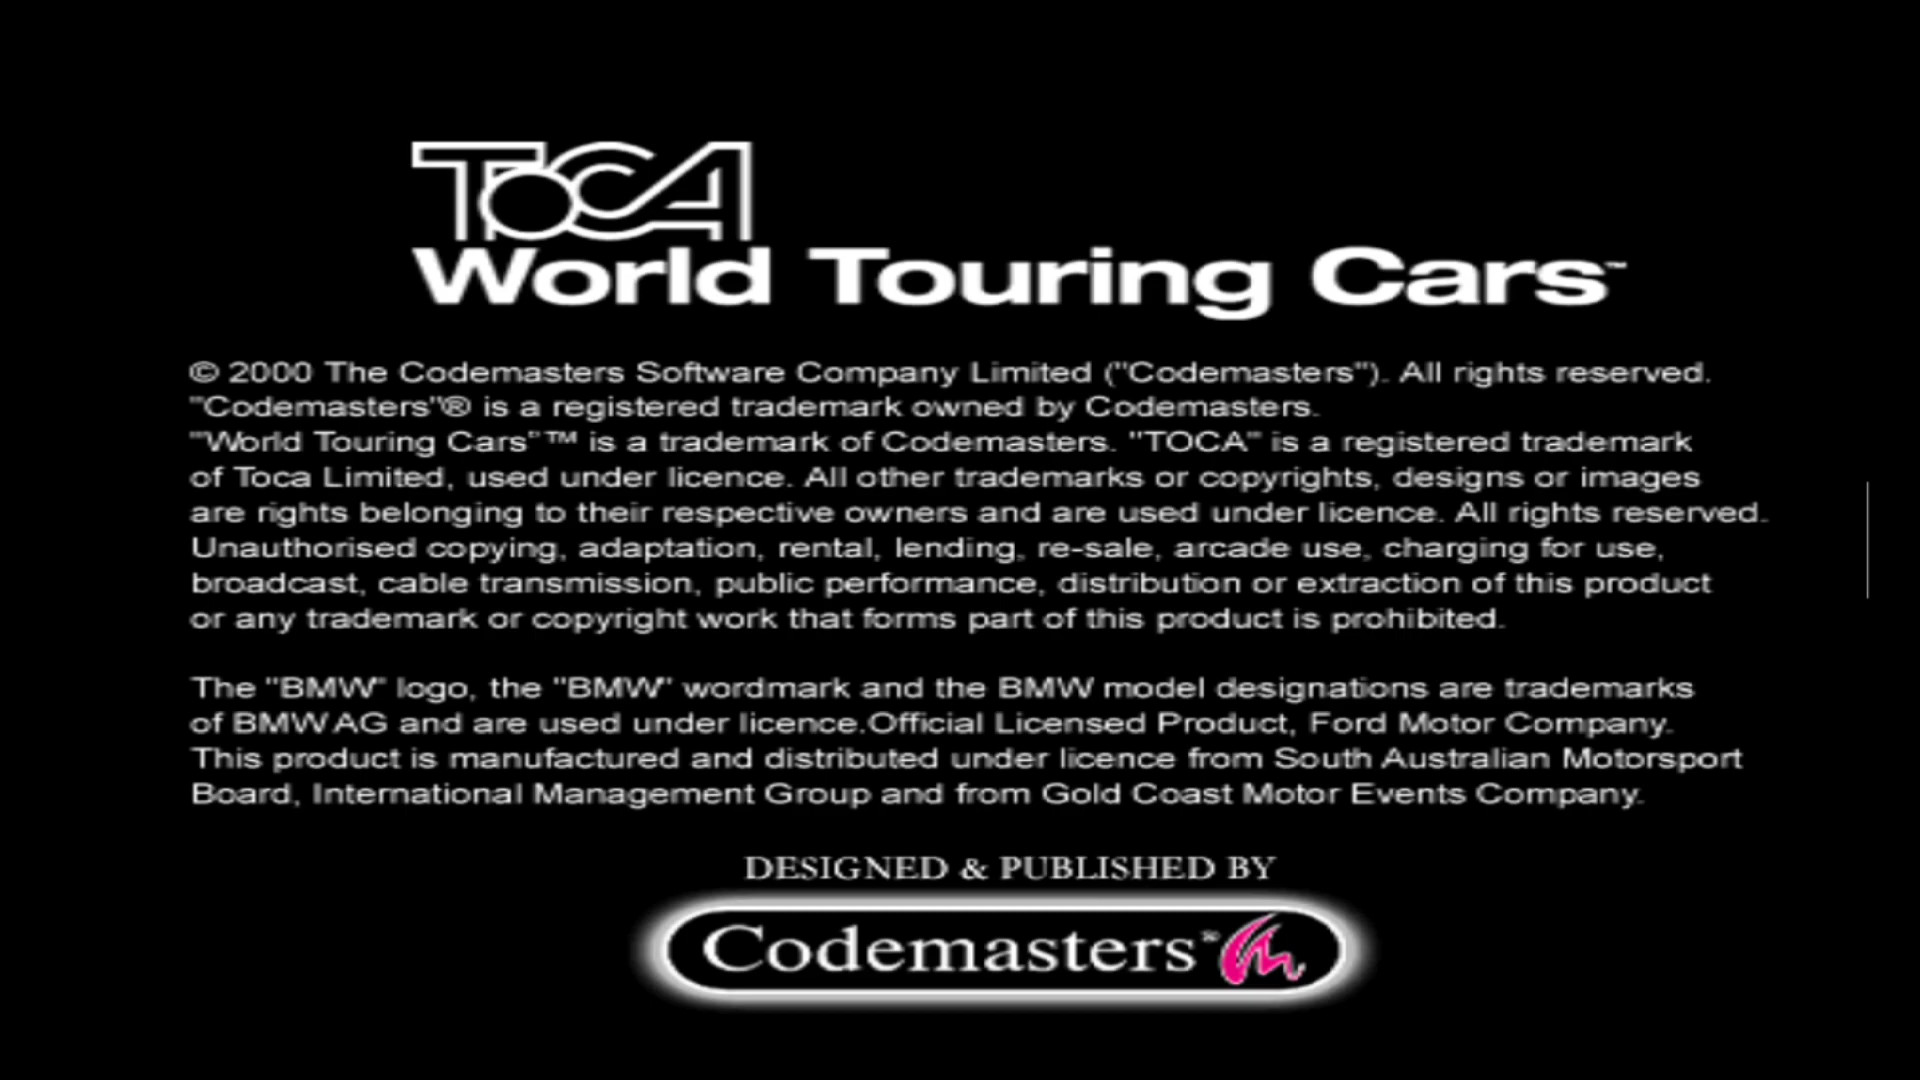 TOCA
World Touring Cars™
© 2000 The Codemasters Software Company Limited ("Codemasters"). All rights reserved.
"Codemasters"® is a registered trademark owned by Codemasters.
"World Touring Cars"™ is a trademark of Codemasters. "TOCA" is a registered trademark
of Toca Limited, used under licence. All other trademarks or copyrights, designs or images
are rights belonging to their respective owners and are used under licence. All rights reserved.
Unauthorised copying, adaptation, rental, lending, re-sale, arcade use, charging for use,
broadcast, cable transmission, public performance, distribution or extraction of this product
or any trademark or copyright work that forms part of this product is prohibited.
The "BMW" logo, the "BMW" wordmark and the BMW model designations are trademarks
of BMW AG and are used under licence.Official Licensed Product, Ford Motor Company.
This product is manufactured and distributed under licence from South Australian Motorsport
Board, International Management Group and from Gold Coast Motor Events Company.
DESIGNED & PUBLISHED BY
Codemasters®